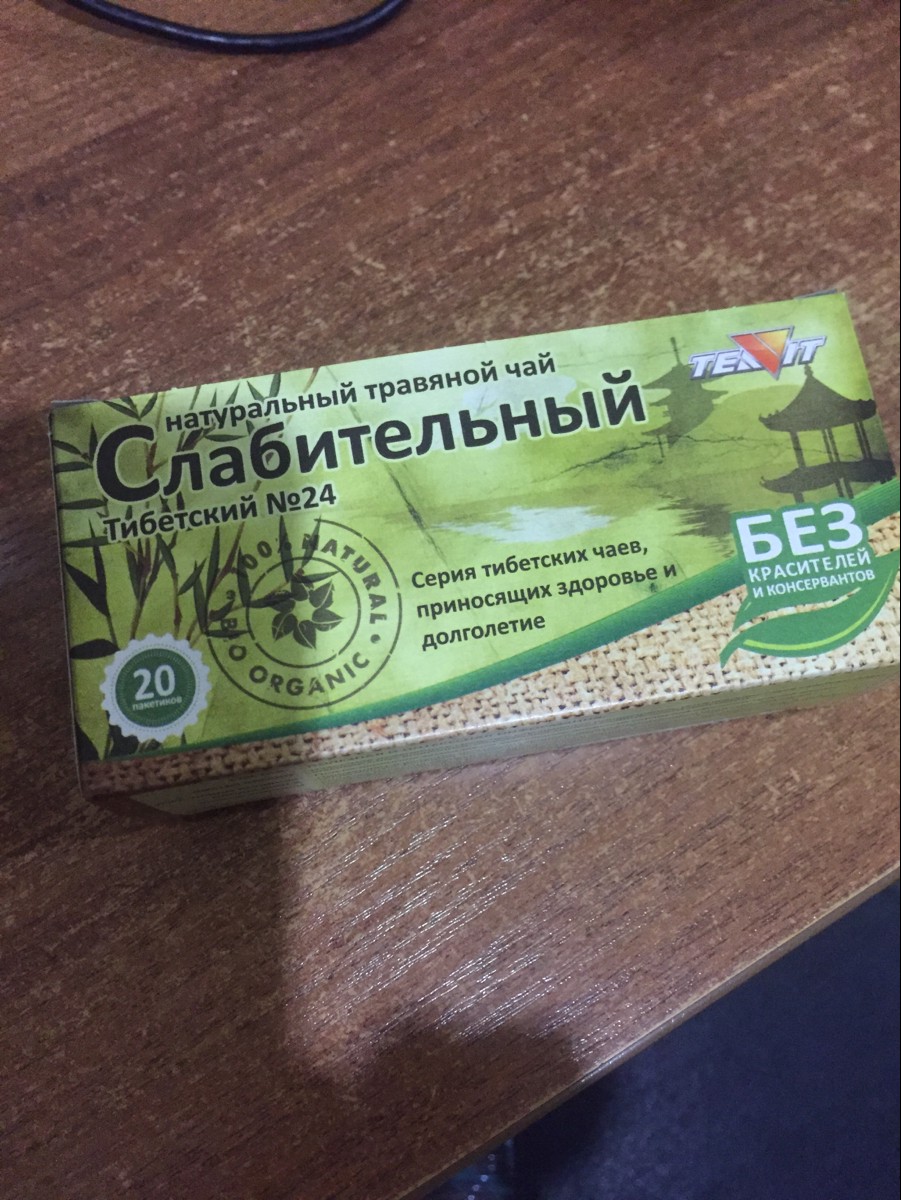 натуральный травяной чай
Слабительный
Тибетский №24
100% NATURAL • BIO ORGANIC •
Серия тибетских чаев,
приносящих здоровье и
долголетие
20
пакетиков
БЕЗ
КРАСИТЕЛЕЙ
И КОНСЕРВАНТОВ